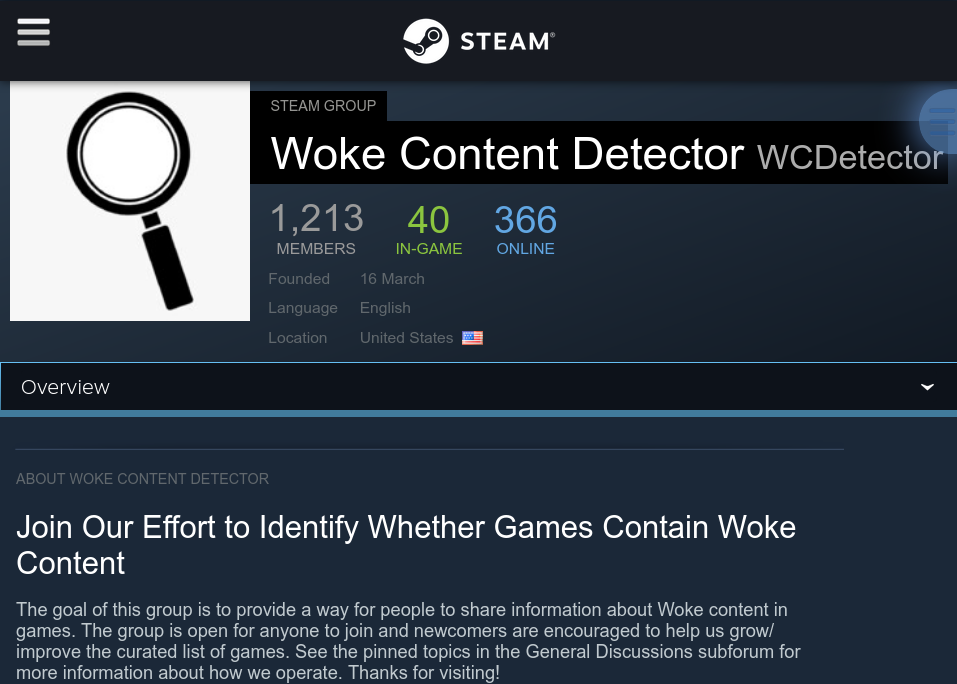 STEAM®
STEAM GROUP
Woke Content Detector WCDetector
1,213 40 366
MEMBERS IN-GAME ONLINE
Founded 16 March
Language English
Location United States
Overview
ABOUT WOKE CONTENT DETECTOR
Join Our Effort to Identify Whether Games Contain Woke
Content
The goal of this group is to provide a way for people to share information about Woke content in
games. The group is open for anyone to join and newcomers are encouraged to help us grow/
improve the curated list of games. See the pinned topics in the General Discussions subforum for
more information about how we operate. Thanks for visiting!